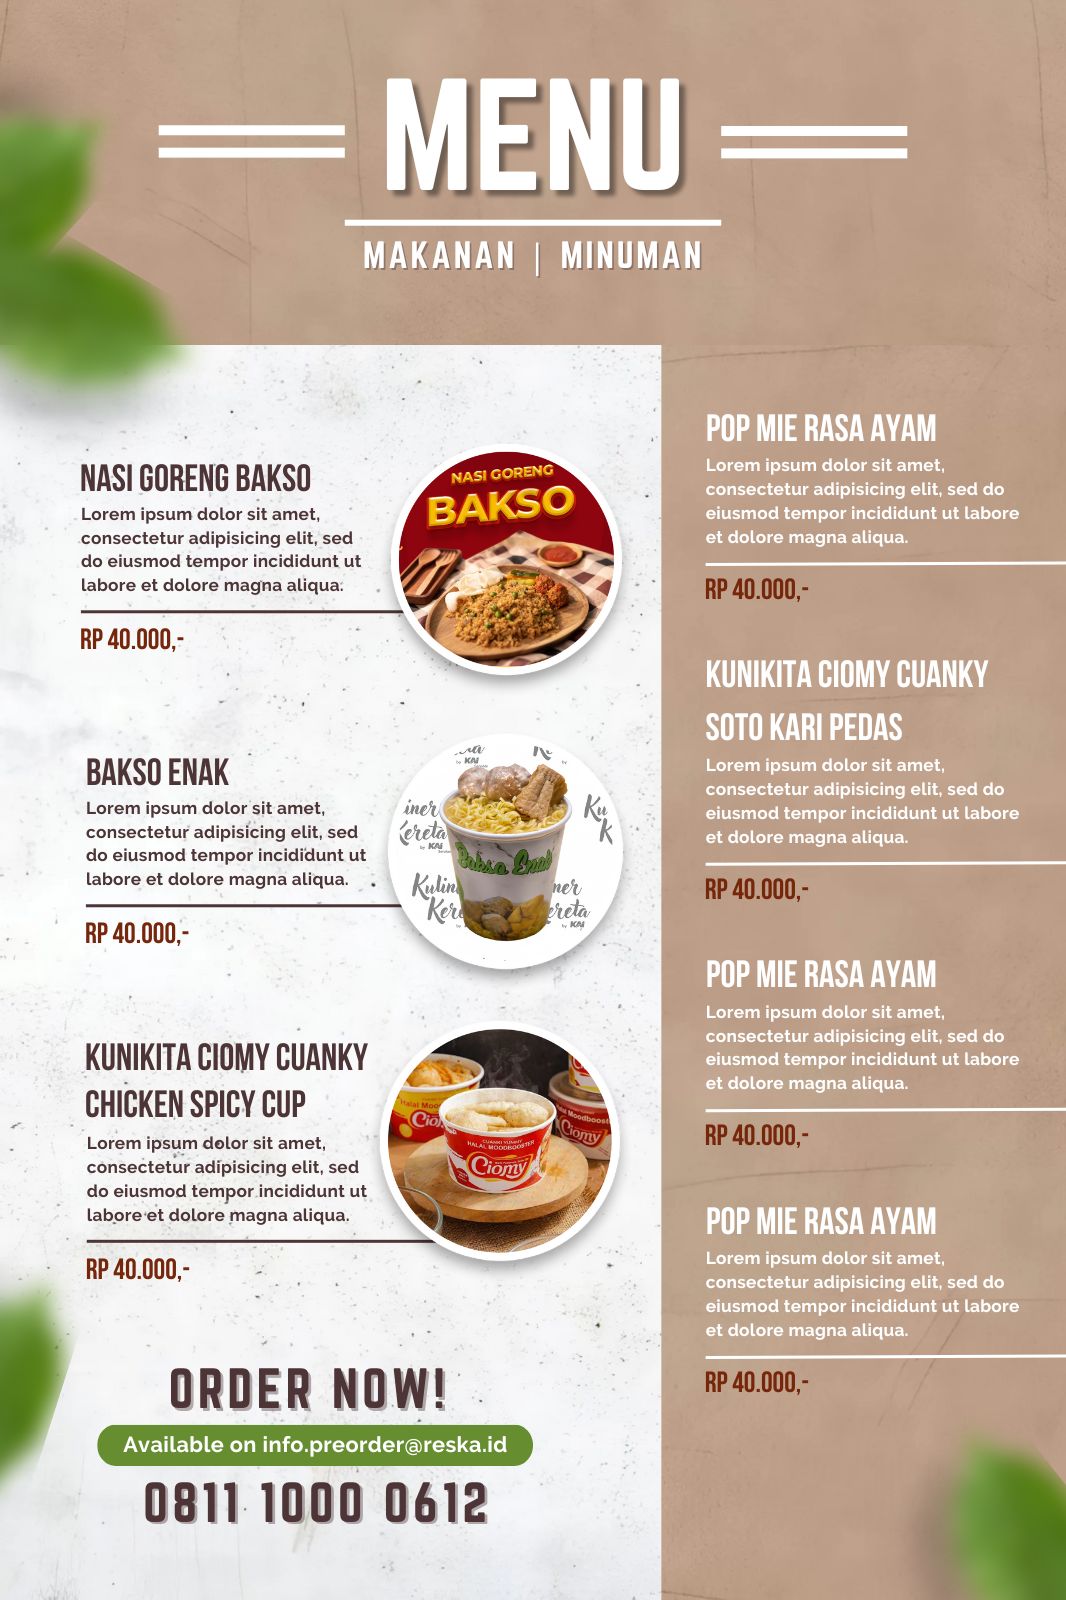 MENU
MAKANAN | MINUMAN
NASI GORENG BAKSO
Lorem ipsum dolor sit amet,
consectetur adipisicing elit, sed
do eiusmod tempor incididunt ut
labore et dolore magna aliqua.
RP 40.000,-
NASI GORENG
BAKSO
BAKSO ENAK
Lorem ipsum dolor sit amet,
consectetur adipisicing elit, sed
do eiusmod tempor incididunt ut
labore et dolore magna aliqua.
RP 40.000,-
by KAI
Bakso Enak
KUNIKITA CIOMY CUANKY
CHICKEN SPICY CUP
Lorem ipsum dolor sit amet,
consectetur adipisicing elit, sed
do eiusmod tempor incididunt ut
labore et dolore magna aliqua.
RP 40.000,-
CUANKI YUMMY
HALAL MOODBOOSTER
Ciomy
ORDER NOW!
Available on info.preorder@reska.id
0811 1000 0612
POP MIE RASA AYAM
Lorem ipsum dolor sit amet,
consectetur adipisicing elit, sed do
eiusmod tempor incididunt ut labore
et dolore magna aliqua.
RP 40.000,-
KUNIKITA CIOMY CUANKY
SOTO KARI PEDAS
Lorem ipsum dolor sit amet,
consectetur adipisicing elit, sed do
eiusmod tempor incididunt ut labore
et dolore magna aliqua.
RP 40.000,-
POP MIE RASA AYAM
Lorem ipsum dolor sit amet,
consectetur adipisicing elit, sed do
eiusmod tempor incididunt ut labore
et dolore magna aliqua.
RP 40.000,-
POP MIE RASA AYAM
Lorem ipsum dolor sit amet,
consectetur adipisicing elit, sed do
eiusmod tempor incididunt ut labore
et dolore magna aliqua.
RP 40.000,-